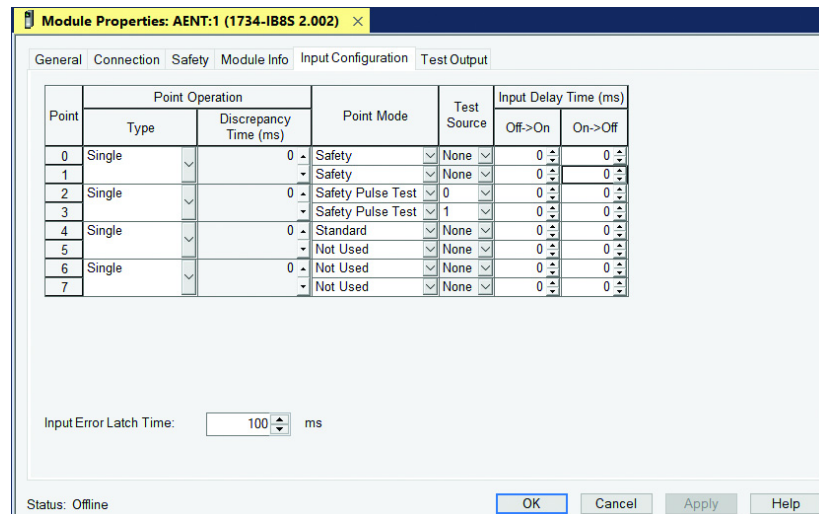 Module Properties: AENT:1 (1734-IB8S 2.002) ×
General Connection Safety Module Info Input Configuration Test Output
Point Operation Input Delay Time (ms)
Point Type Discrepancy Time (ms) Point Mode Test Source Off->On On->Off
0 Single 0 Safety None 0 0
1 Safety None 0 0
2 Single 0 Safety Pulse Test 0 0 0
3 Safety Pulse Test 1 0 0
4 Single 0 Standard None 0 0
5 Not Used None 0 0
6 Single 0 Not Used None 0 0
7 Not Used None 0 0
Input Error Latch Time: 100 ms
Status: Offline OK Cancel Apply Help